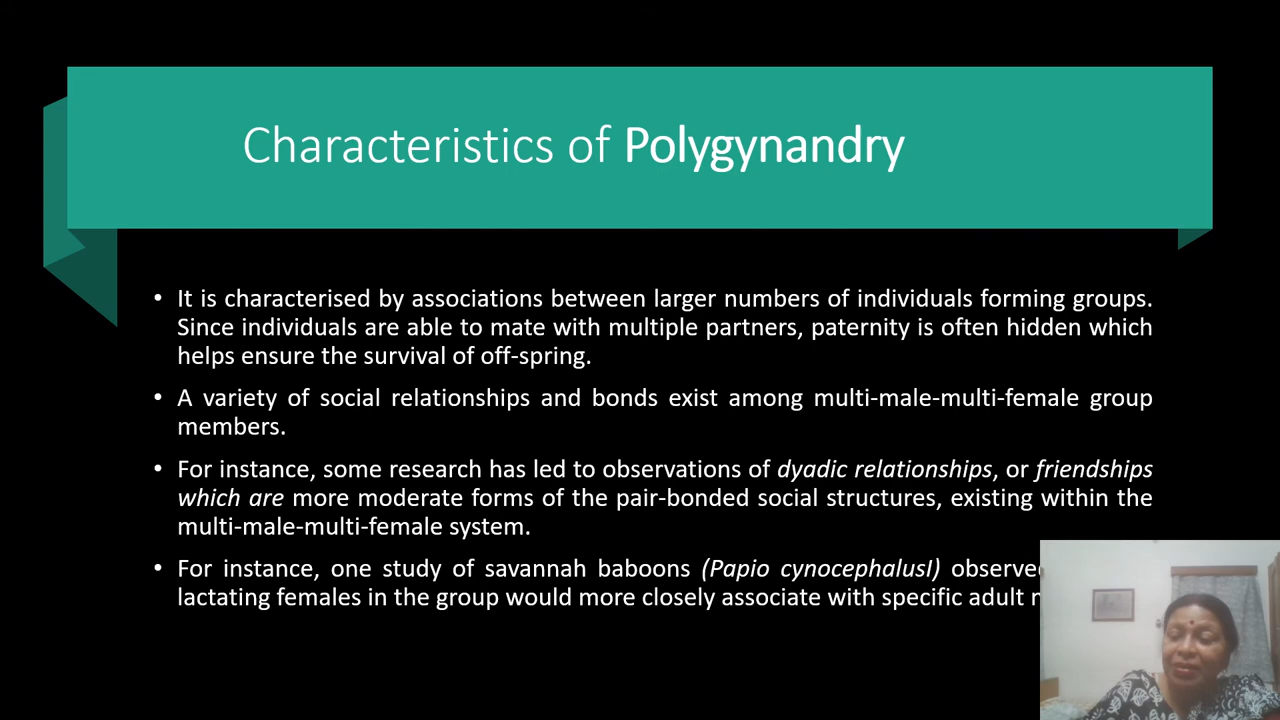 Characteristics of Polygynandry
• It is characterised by associations between larger numbers of individuals forming groups.
Since individuals are able to mate with multiple partners, paternity is often hidden which
helps ensure the survival of off-spring.
• A variety of social relationships and bonds exist among multi-male-multi-female group
members.
• For instance, some research has led to observations of dyadic relationships, or friendships
which are more moderate forms of the pair-bonded social structures, existing within the
multi-male-multi-female system.
• For instance, one study of savannah baboons (Papio cynocephalusI)
lactating females in the group would more closely associate with specific adult